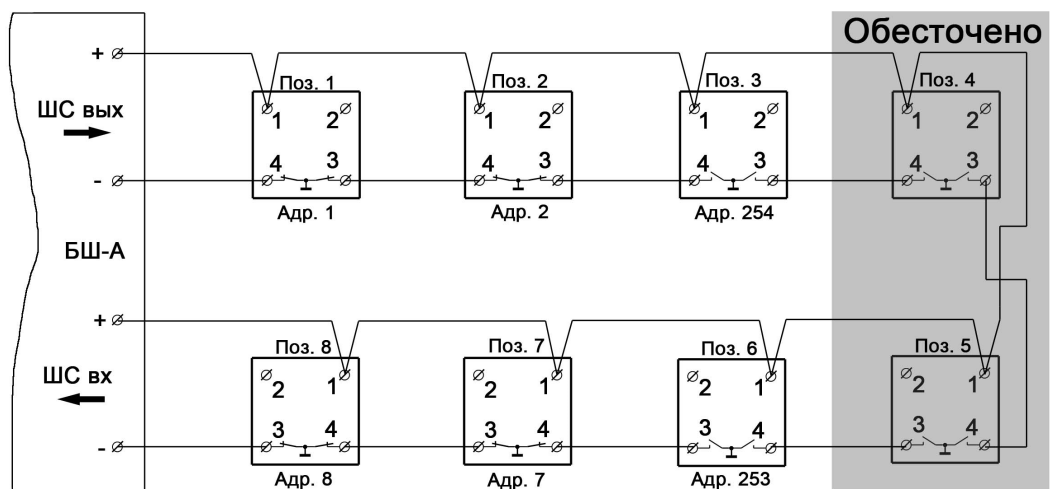 Обесточено
+
Поз. 1
Поз. 2
Поз. 3
Поз. 4
ШС вых
1 2
4 3
1 2
4 3
1 2
4 3
1 2
4 3
-
Адр. 1
Адр. 2
Адр. 254
БШ-А
+
Поз. 8
Поз. 7
Поз. 6
Поз. 5
ШС вх
2 1
3 4
2 1
3 4
2 1
3 4
2 1
3 4
-
Адр. 8
Адр. 7
Адр. 253